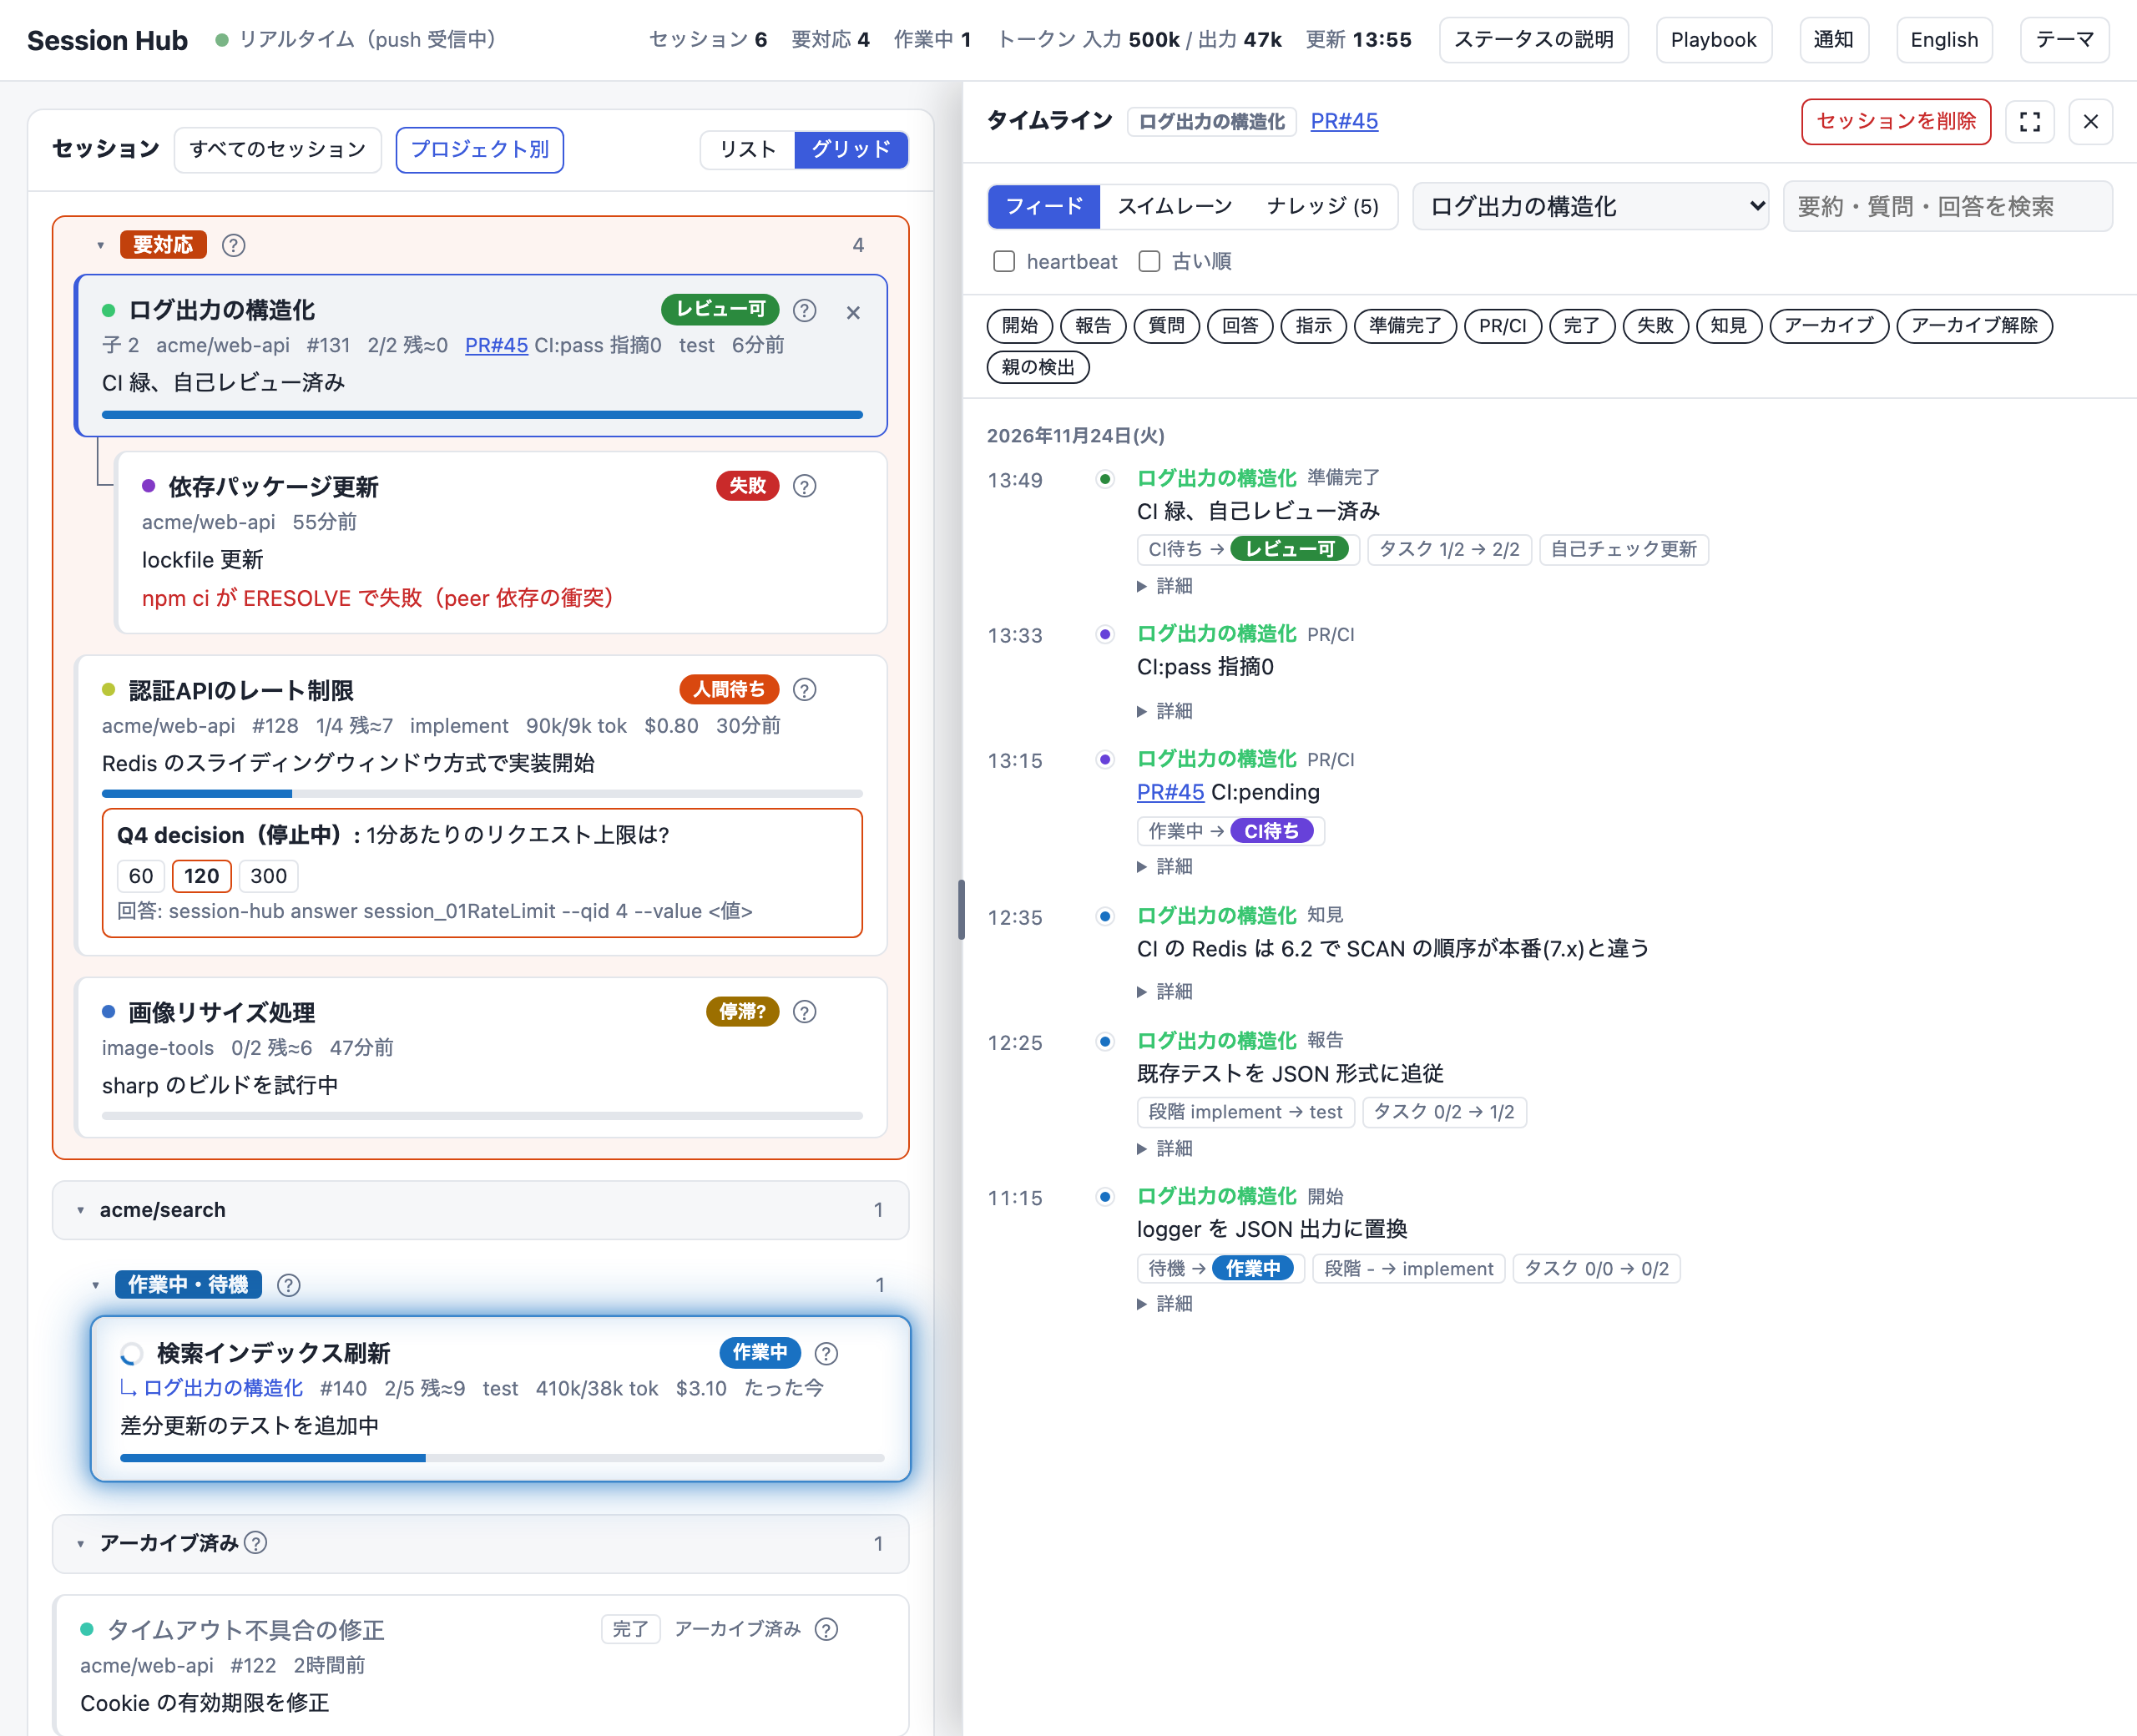 Session Hub リアルタイム（push 受信中） セッション 6 要対応 4 作業中 1 トークン 入力 500k / 出力 47k 更新 13:55 ステータスの説明 Playbook 通知 English テーマ
セッション すべてのセッション プロジェクト別 リスト グリッド
要対応 ? 4
ログ出力の構造化 レビュー可 ? ×
子 2 acme/web-api #131 2/2 残≈0 PR#45 CI:pass 指摘0 test 6分前
CI 緑、自己レビュー済み
依存パッケージ更新 失敗 ?
acme/web-api 55分前
lockfile 更新
npm ci が ERESOLVE で失敗（peer 依存の衝突）
認証APIのレート制限 人間待ち ?
acme/web-api #128 1/4 残≈7 implement 90k/9k tok $0.80 30分前
Redis のスライディングウィンドウ方式で実装開始
Q4 decision（停止中）: 1分あたりのリクエスト上限は?
60 120 300
回答: session-hub answer session_01RateLimit --qid 4 --value <値>
画像リサイズ処理 停滞? ?
image-tools 0/2 残≈6 47分前
sharp のビルドを試行中
acme/search 1
作業中・待機 ? 1
検索インデックス刷新 作業中 ?
ログ出力の構造化 #140 2/5 残≈9 test 410k/38k tok $3.10 たった今
差分更新のテストを追加中
アーカイブ済み ? 1
タイムアウト不具合の修正 完了 アーカイブ済み ?
acme/web-api #122 2時間前
Cookie の有効期限を修正
タイムライン ログ出力の構造化 PR#45 セッションを削除 ×
フィード スイムレーン ナレッジ (5) ログ出力の構造化 要約・質問・回答を検索
heartbeat 古い順
開始 報告 質問 回答 指示 準備完了 PR/CI 完了 失敗 知見 アーカイブ アーカイブ解除
親の検出
2026年11月24日(火)
13:49 ログ出力の構造化 準備完了
CI 緑、自己レビュー済み
CI待ち → レビュー可 タスク 1/2 → 2/2 自己チェック更新
▶ 詳細
13:33 ログ出力の構造化 PR/CI
CI:pass 指摘0
▶ 詳細
13:15 ログ出力の構造化 PR/CI
PR#45 CI:pending
作業中 → CI待ち
▶ 詳細
12:35 ログ出力の構造化 知見
CI の Redis は 6.2 で SCAN の順序が本番(7.x)と違う
▶ 詳細
12:25 ログ出力の構造化 報告
既存テストを JSON 形式に追従
段階 implement → test タスク 0/2 → 1/2
▶ 詳細
11:15 ログ出力の構造化 開始
logger を JSON 出力に置換
待機 → 作業中 段階 - → implement タスク 0/0 → 0/2
▶ 詳細